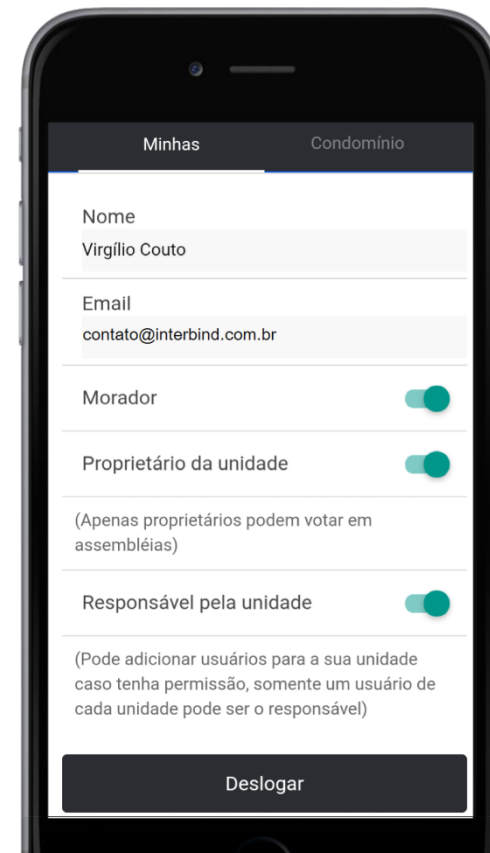 Minhas Condomínio
Nome
Virgílio Couto
Email
contato@interbind.com.br
Morador
Proprietário da unidade
(Apenas proprietários podem votar em
assembléias)
Responsável pela unidade
(Pode adicionar usuários para a sua unidade
caso tenha permissão, somente um usuário de
cada unidade pode ser o responsável)
Deslogar